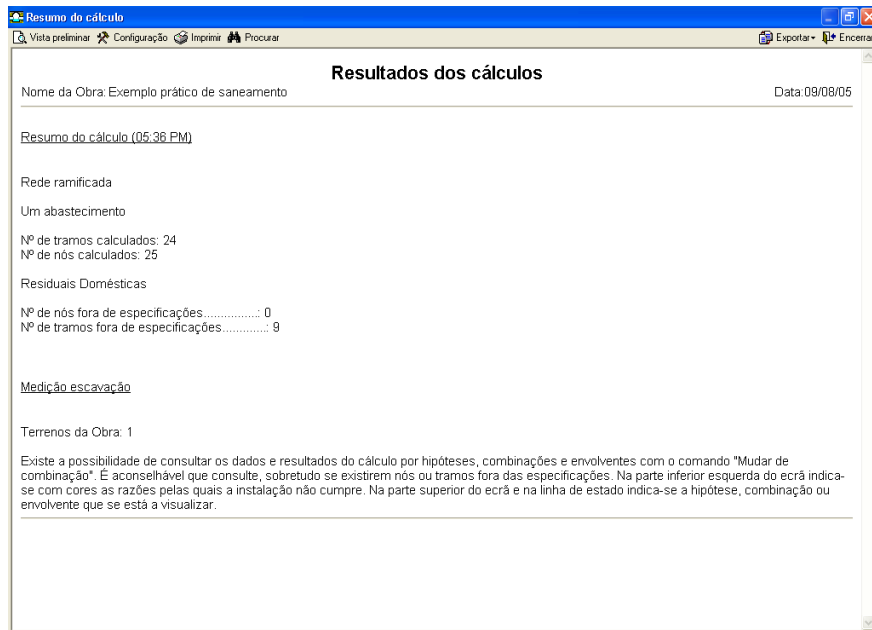 Resumo do cálculo
Vista preliminar Configuração Imprimir Procurar Exportar Encerrar
Resultados dos cálculos
Nome da Obra: Exemplo prático de saneamento Data:09/08/05
Resumo do cálculo (05:36 PM)
Rede ramificada
Um abastecimento
Nº de tramos calculados: 24
Nº de nós calculados: 25
Residuais Domésticas
Nº de nós fora de especificações................: 0
Nº de tramos fora de especificações.............: 9
Medição escavação
Terrenos da Obra: 1
Existe a possibilidade de consultar os dados e resultados do cálculo por hipóteses, combinações e envolventes com o comando "Mudar de
combinação". É aconselhável que consulte, sobretudo se existirem nós ou tramos fora das especificações. Na parte inferior esquerda do ecrã indica-
se com cores as razões pelas quais a instalação não cumpre. Na parte superior do ecrã e na linha de estado indica-se a hipótese, combinação ou
envolvente que se está a visualizar.